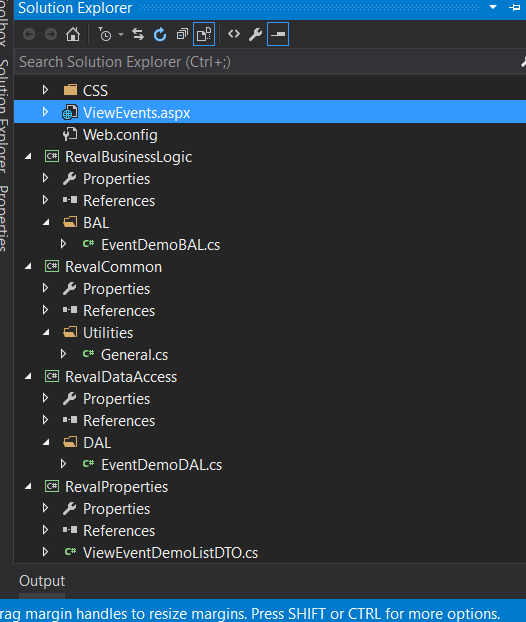 Solution Explorer
Search Solution Explorer (Ctrl+;)
CSS
ViewEvents.aspx
Web.config
C# RevalBusinessLogic
Properties
References
BAL
C# EventDemoBAL.cs
C# RevalCommon
Properties
References
Utilities
C# General.cs
C# RevalDataAccess
Properties
References
DAL
C# EventDemoDAL.cs
C# RevalProperties
Properties
References
C# ViewEventDemoListDTO.cs
Output
rag margin handles to resize margins. Press SHIFT or CTRL for more options.
oolbox
Solution Explorer
Properties